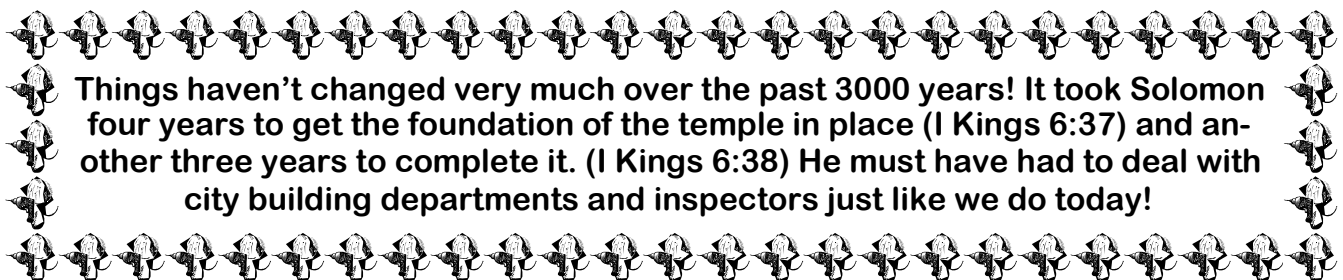 Things haven’t changed very much over the past 3000 years! It took Solomon
four years to get the foundation of the temple in place (I Kings 6:37) and an-
other three years to complete it. (I Kings 6:38) He must have had to deal with
city building departments and inspectors just like we do today!